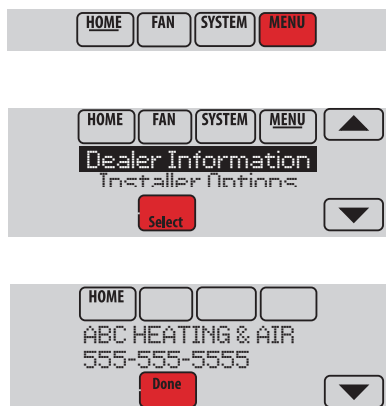 HOME FAN SYSTEM MENU
HOME FAN SYSTEM MENU
Dealer Information
Installer Options
Select
HOME
ABC HEATING & AIR
555-555-5555
Done